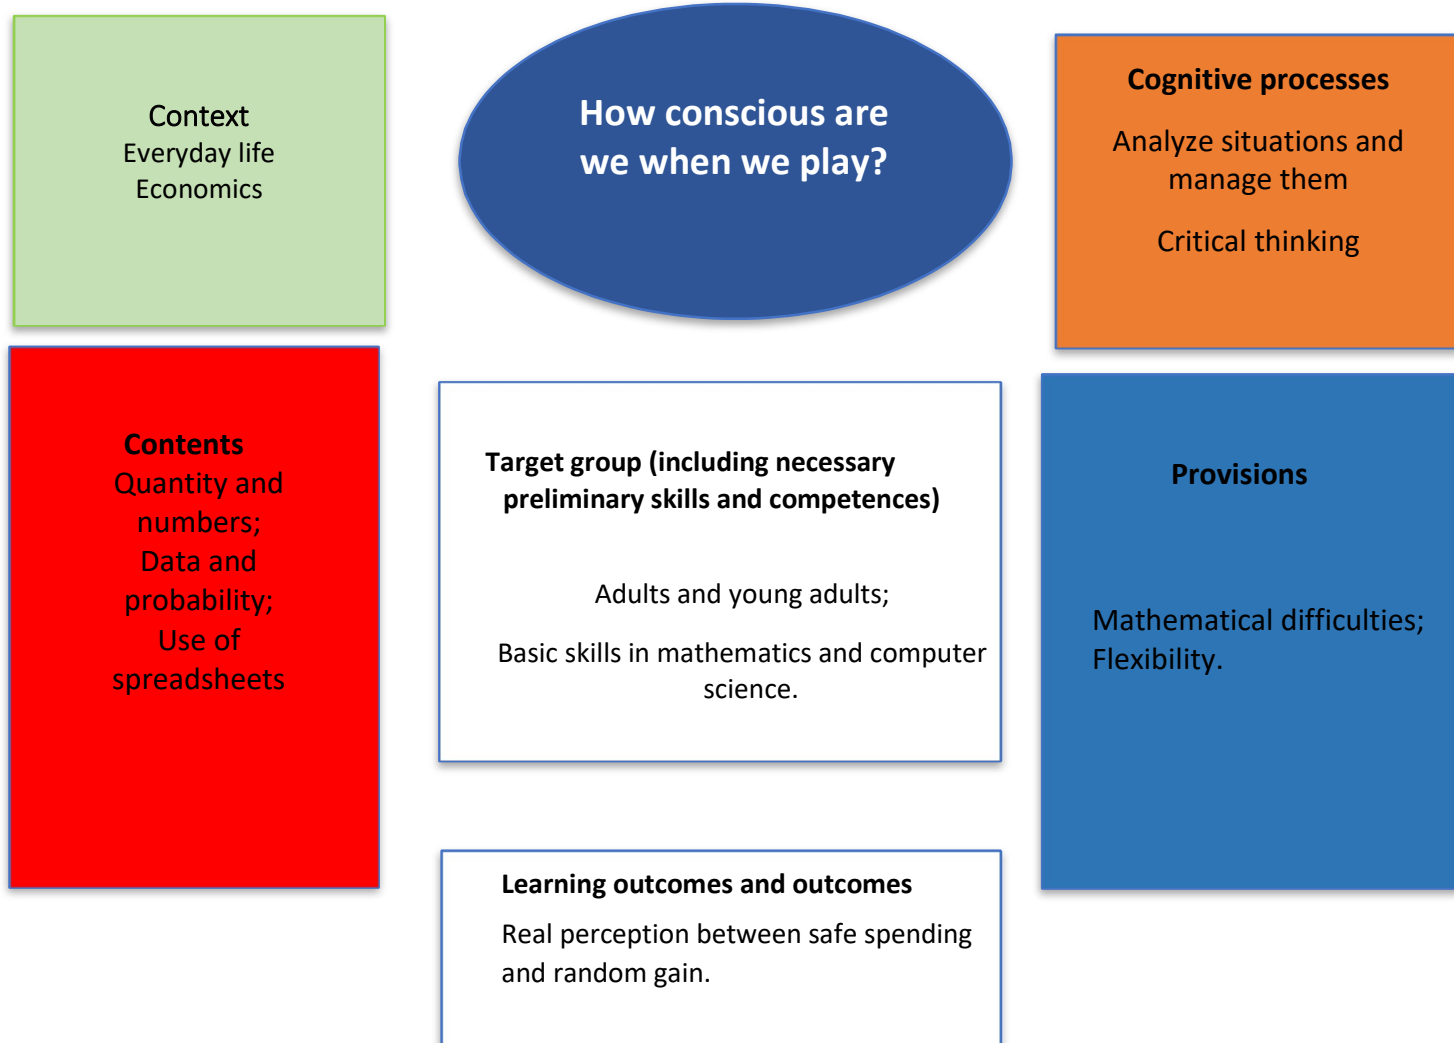 Context
Everyday life
Economics
How conscious are
we when we play?
Cognitive processes
Analyze situations and
manage them
Critical thinking
Contents
Quantity and
numbers;
Data and
probability;
Use of
spreadsheets
Target group (including necessary
preliminary skills and competences)
Adults and young adults;
Basic skills in mathematics and computer
science.
Provisions
Mathematical difficulties;
Flexibility.
Learning outcomes and outcomes
Real perception between safe spending
and random gain.